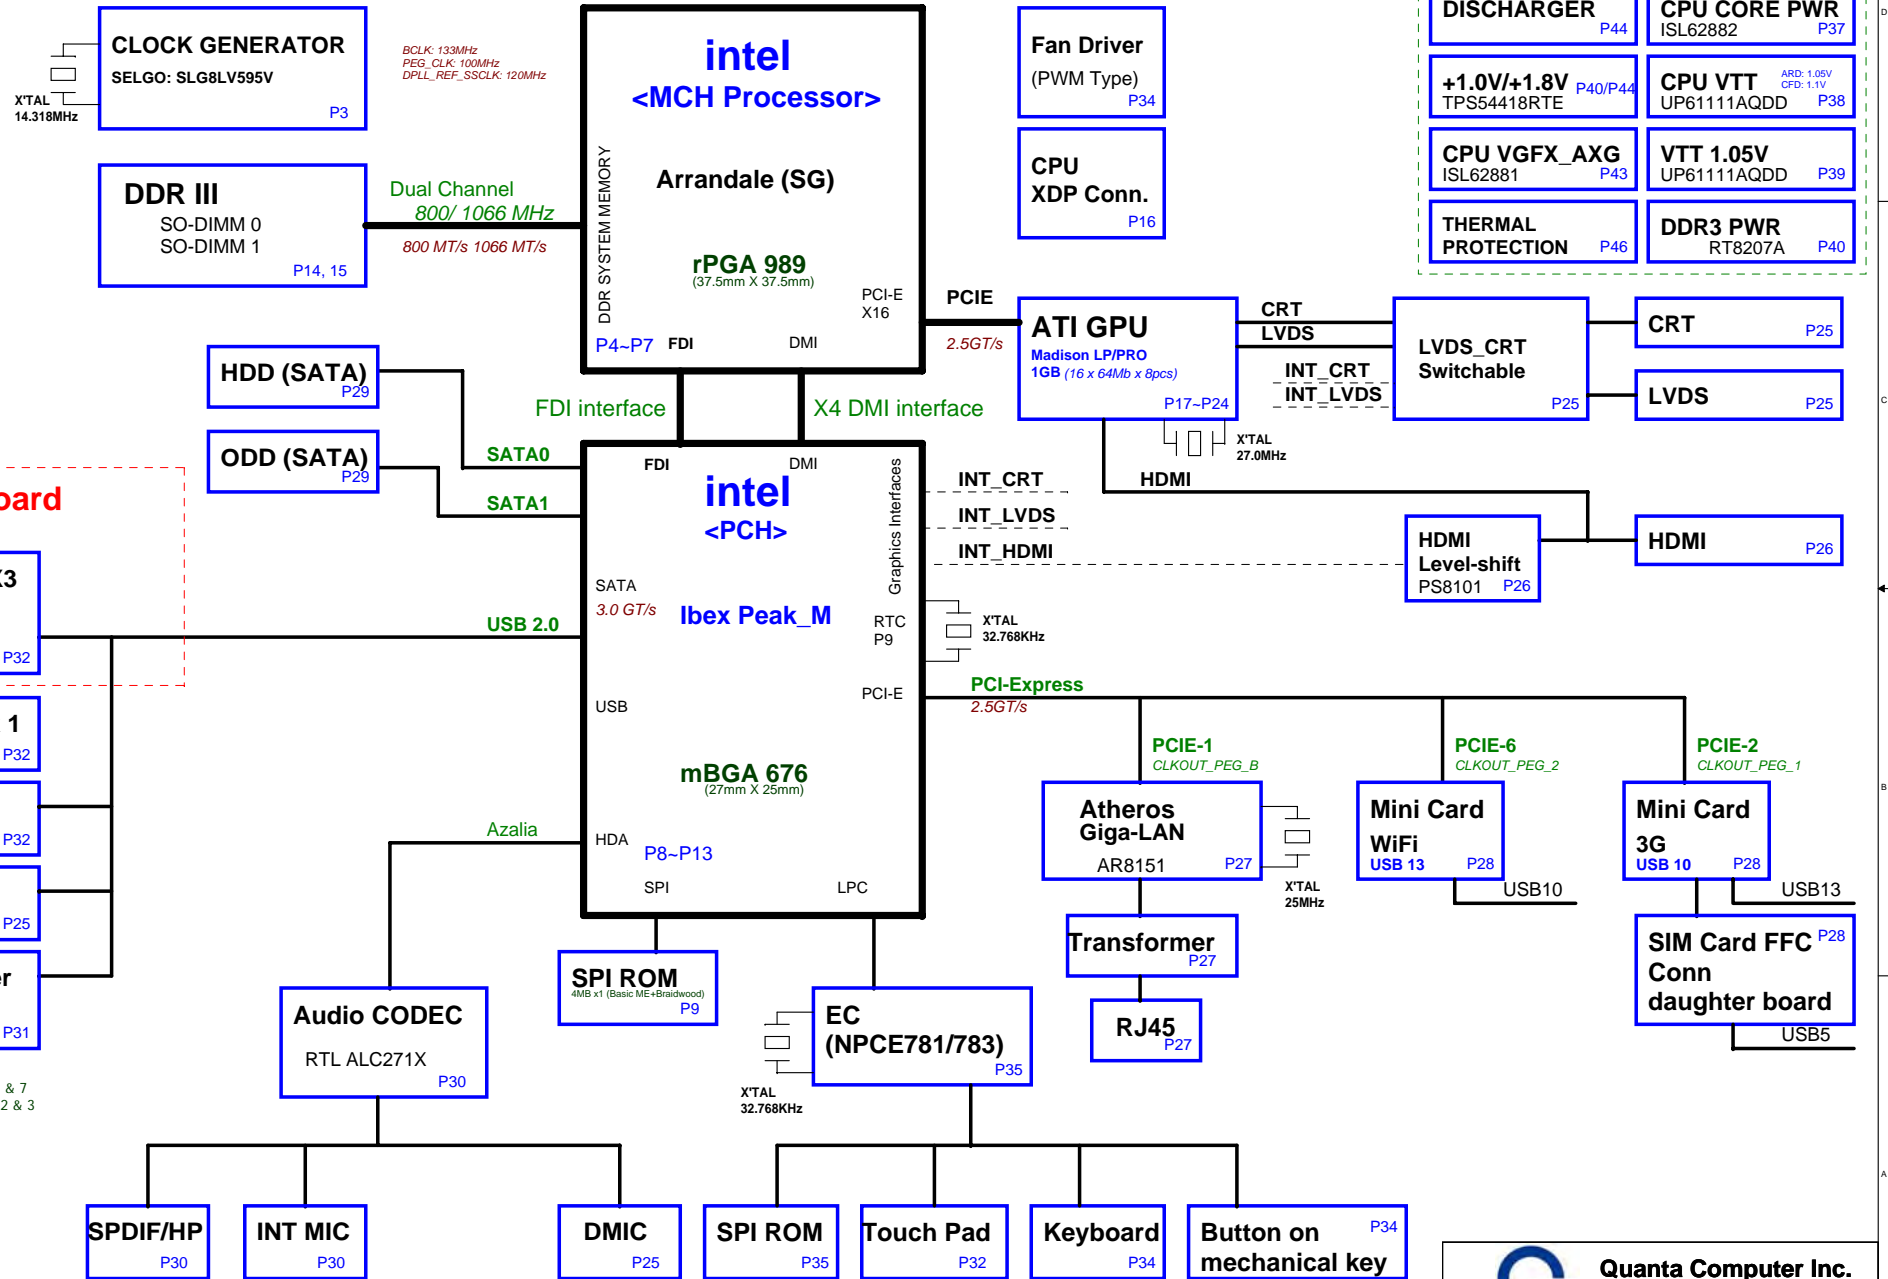 CLOCK GENERATOR
SELGO: SLG8LV595V
P3
X'TAL
14.318MHz
BCLK: 133MHz
PEG_CLK: 100MHz
DPLL_REF_SSCLK: 120MHz
intel
<MCH Processor>
Arrandale (SG)
rPGA 989
(37.5mm X 37.5mm)
DDR SYSTEM MEMORY
PCI-E
X16
P4~P7
FDI
DMI
Fan Driver
(PWM Type)
P34
CPU
XDP Conn.
P16
DISCHARGER
P44
CPU CORE PWR
ISL62882
P37
+1.0V/+1.8V
P40/P44
TPS54418RTE
CPU VTT
ARD: 1.05V
CFD: 1.1V
UP61111AQDD
P38
CPU VGFX_AXG
ISL62881
P43
VTT 1.05V
UP61111AQDD
P39
THERMAL
PROTECTION
P46
DDR3 PWR
RT8207A
P40
DDR III
SO-DIMM 0
SO-DIMM 1
P14, 15
Dual Channel
800/ 1066 MHz
800 MT/s 1066 MT/s
PCIE
2.5GT/s
ATI GPU
Madison LP/PRO
1GB (16 x 64Mb x 8pcs)
P17~P24
X'TAL
27.0MHz
CRT
LVDS
INT_CRT
INT_LVDS
LVDS_CRT
Switchable
P25
CRT
P25
LVDS
P25
HDMI
HDMI
Level-shift
PS8101
P26
HDMI
P26
HDD (SATA)
P29
ODD (SATA)
P29
SATA0
SATA1
FDI interface
X4 DMI interface
FDI
DMI
intel
<PCH>
Graphics Interfaces
INT_CRT
INT_LVDS
INT_HDMI
SATA
3.0 GT/s
Ibex Peak_M
RTC
P9
X'TAL
32.768KHz
USB 2.0
USB
PCI-E
mBGA 676
(27mm X 25mm)
Azalia
HDA
P8~P13
SPI
LPC
oard
X3
P32
1
P32
P32
P25
er
P31
& 7
2 & 3
PCI-Express
2.5GT/s
PCIE-1
CLKOUT_PEG_B
PCIE-6
CLKOUT_PEG_2
PCIE-2
CLKOUT_PEG_1
Atheros
Giga-LAN
AR8151
P27
X'TAL
25MHz
Mini Card
WiFi
USB 13
P28
USB10
Mini Card
3G
USB 10
P28
USB13
Transformer
P27
RJ45
P27
SIM Card FFC
P28
Conn
daughter board
USB5
SPI ROM
4MB x1 (Basic ME+Braidwood)
P9
EC
(NPCE781/783)
P35
X'TAL
32.768KHz
Audio CODEC
RTL ALC271X
P30
SPDIF/HP
P30
INT MIC
P30
DMIC
P25
SPI ROM
P35
Touch Pad
P32
Keyboard
P34
Button on
mechanical key
P34
Quanta Computer Inc.
D
C
B
A